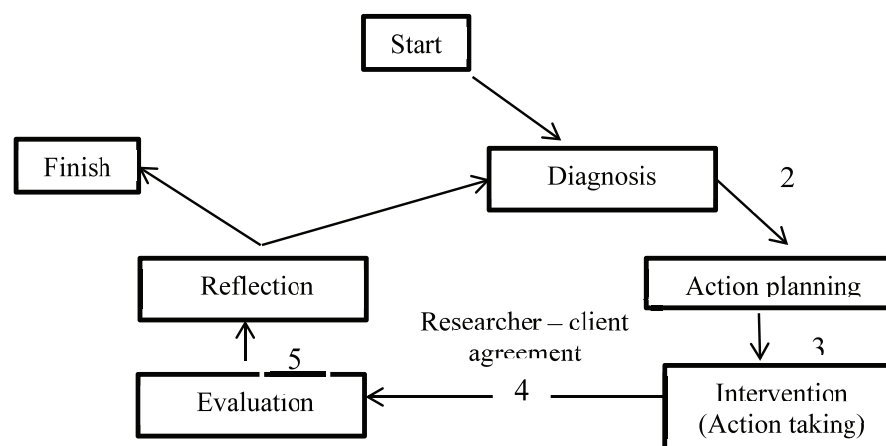 Start
Finish
Diagnosis
2
Reflection
Action planning
Researcher – client
agreement
3
5
4
Evaluation
Intervention
(Action taking)